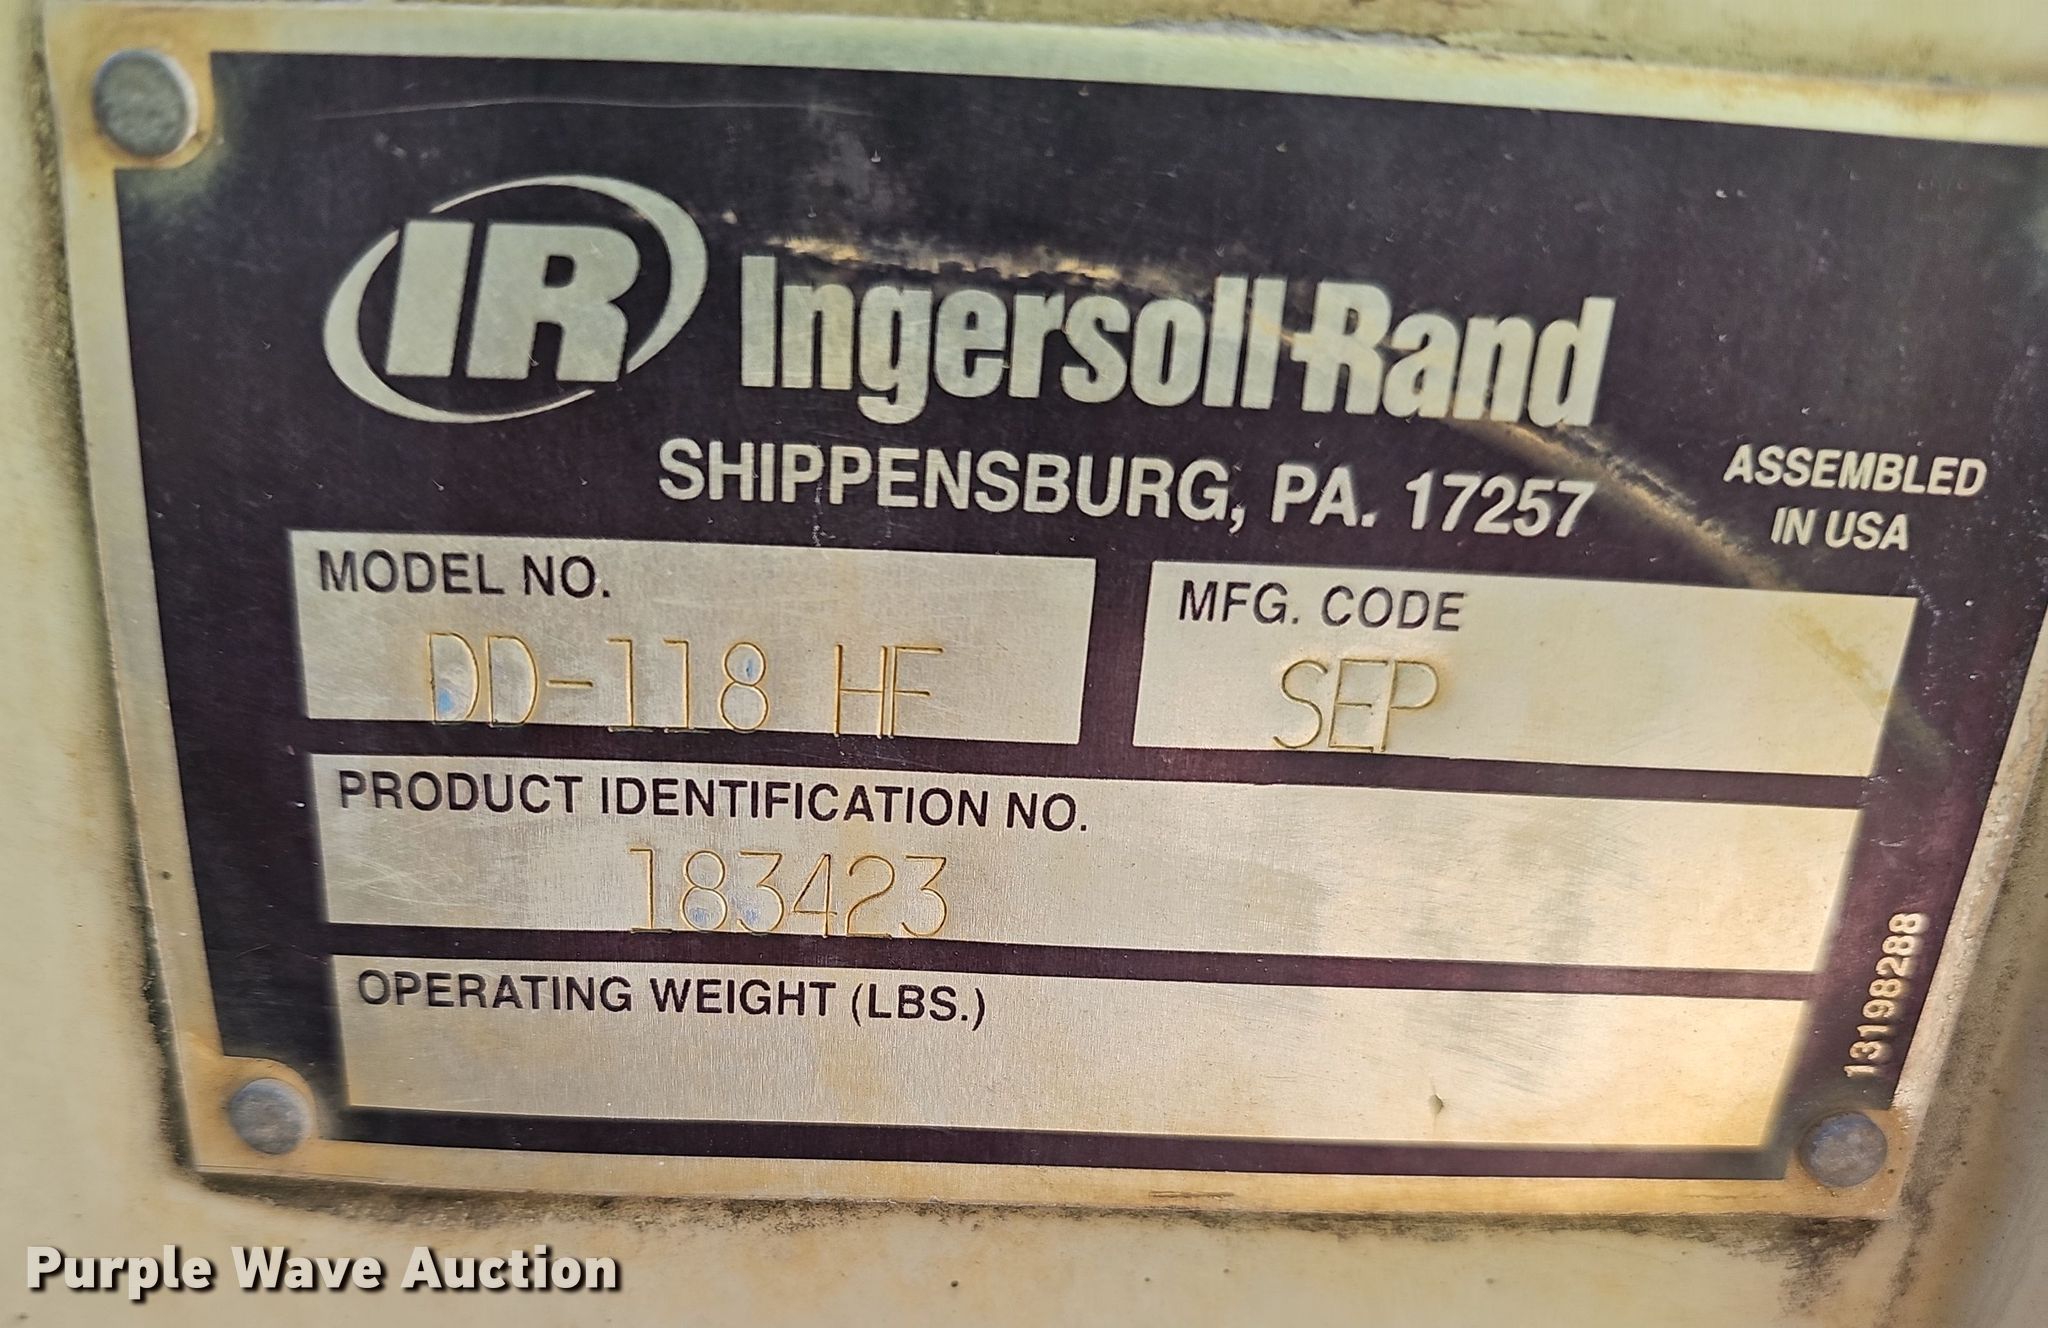 IR Ingersoll-Rand
SHIPPENSBURG, PA. 17257
ASSEMBLED
IN USA
MODEL NO.
DD-118 HF
MFG. CODE
SEP
PRODUCT IDENTIFICATION NO.
183423
OPERATING WEIGHT (LBS.)
13198288
Purple Wave Auction